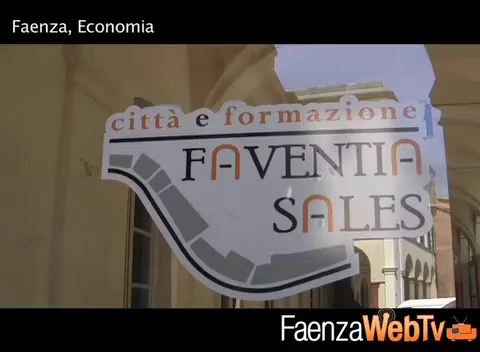 Faenza, Economia
città e formazione
FAVENTIA
SALES
FaenzaWebTv